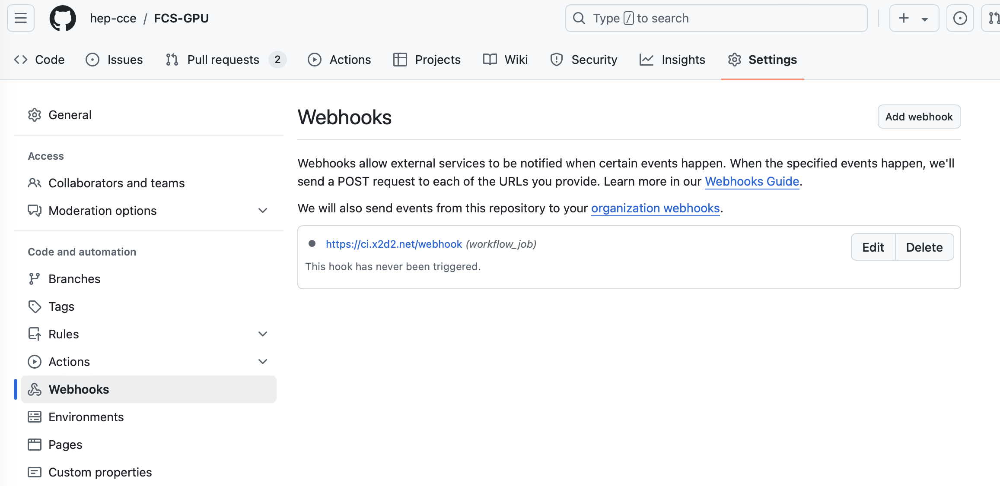 hep-cce / FCS-GPU
Type / to search
Code
Issues
Pull requests 2
Actions
Projects
Wiki
Security
Insights
Settings
General
Access
Collaborators and teams
Moderation options
Code and automation
Branches
Tags
Rules
Actions
Webhooks
Environments
Pages
Custom properties
Webhooks
Add webhook
Webhooks allow external services to be notified when certain events happen. When the specified events happen, we'll
send a POST request to each of the URLs you provide. Learn more in our Webhooks Guide.
We will also send events from this repository to your organization webhooks.
https://ci.x2d2.net/webhook (workflow_job)
Edit
Delete
This hook has never been triggered.